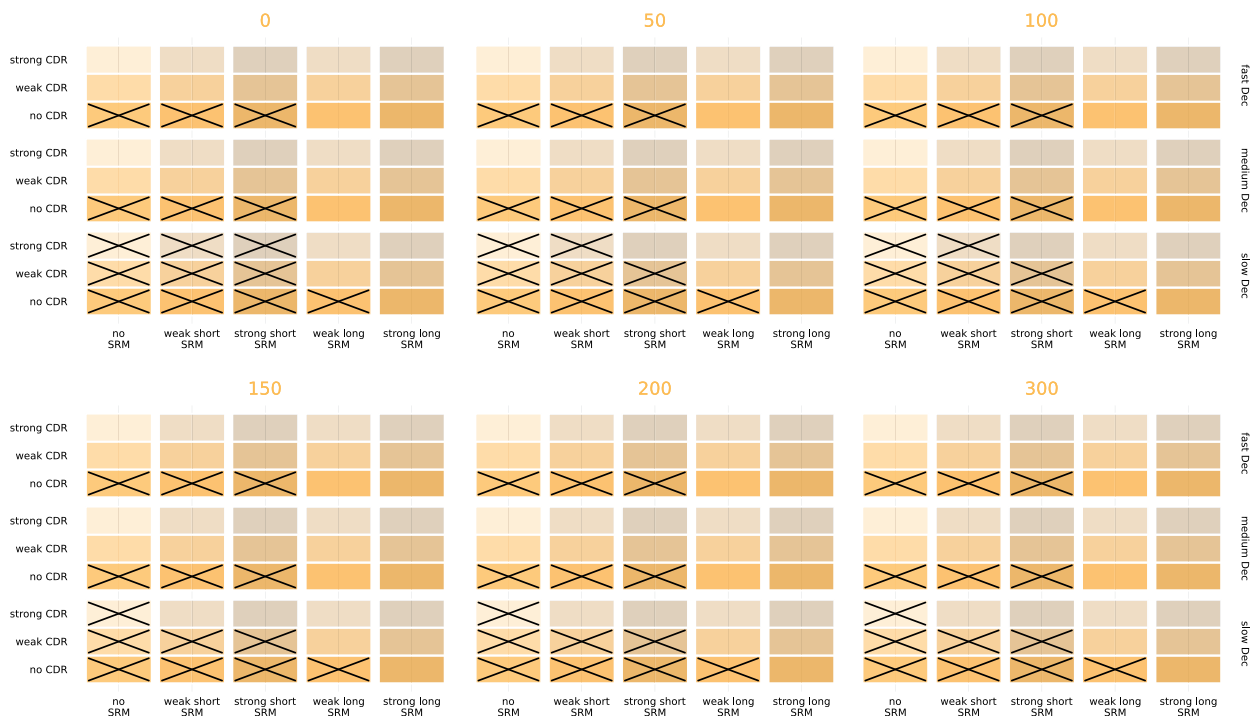 0
50
100
strong CDR
weak CDR
no CDR
fast Dec
strong CDR
weak CDR
no CDR
medium Dec
strong CDR
weak CDR
no CDR
slow Dec
no
SRM
weak short
SRM
strong short
SRM
weak long
SRM
strong long
SRM
no
SRM
weak short
SRM
strong short
SRM
weak long
SRM
strong long
SRM
no
SRM
weak short
SRM
strong short
SRM
weak long
SRM
strong long
SRM
150
200
300
strong CDR
weak CDR
no CDR
fast Dec
strong CDR
weak CDR
no CDR
medium Dec
strong CDR
weak CDR
no CDR
slow Dec
no
SRM
weak short
SRM
strong short
SRM
weak long
SRM
strong long
SRM
no
SRM
weak short
SRM
strong short
SRM
weak long
SRM
strong long
SRM
no
SRM
weak short
SRM
strong short
SRM
weak long
SRM
strong long
SRM